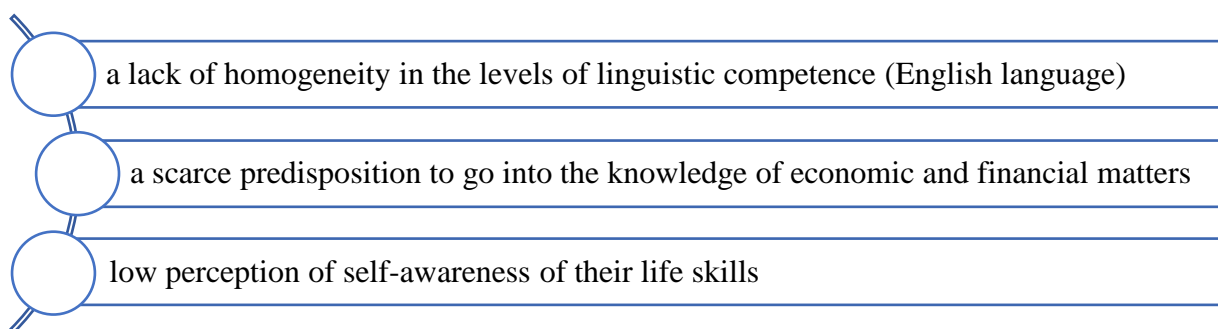 a lack of homogeneity in the levels of linguistic competence (English language)
a scarce predisposition to go into the knowledge of economic and financial matters
low perception of self-awareness of their life skills